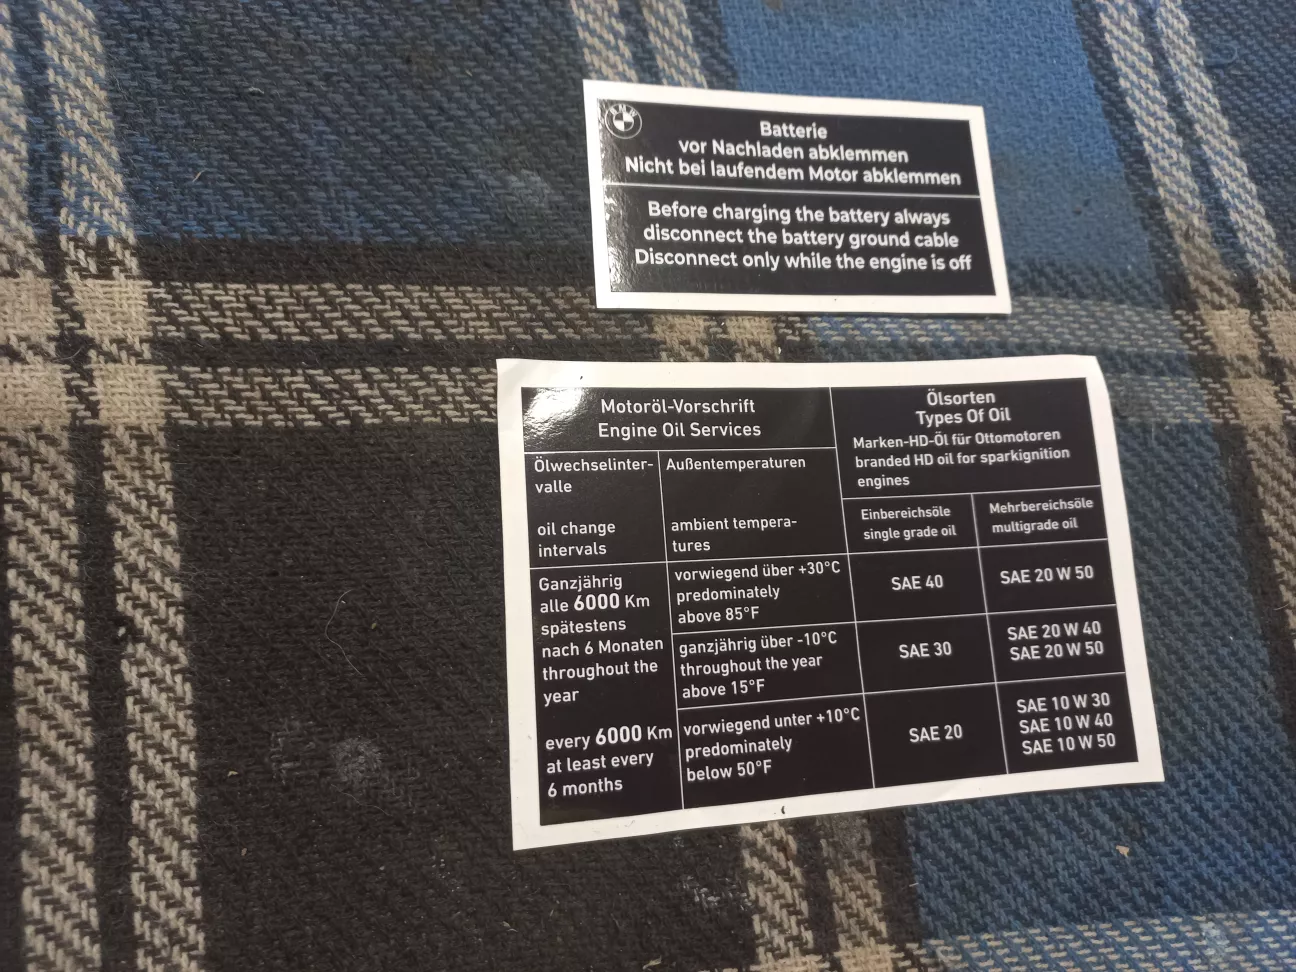 BMW
Batterie
vor Nachladen abklemmen
Nicht bei laufendem Motor abklemmen
Before charging the battery always
disconnect the battery ground cable
Disconnect only while the engine is off
Motoröl-Vorschrift
Engine Oil Services
Ölsorten
Types Of Oil
Marken-HD-Öl für Ottomotoren
branded HD oil for sparkignition
engines
Ölwechselinter-
valle
oil change
intervals
Außentemperaturen
ambient tempera-
tures
Einbereichsöle
single grade oil
Mehrbereichsöle
multigrade oil
Ganzjährig
alle 6000 Km
spätestens
nach 6 Monaten
throughout the
year
every 6000 Km
at least every
6 months
vorwiegend über +30°C
predominately
above 85°F
SAE 40
SAE 20 W 50
ganzjährig über -10°C
throughout the year
above 15°F
SAE 30
SAE 20 W 40
SAE 20 W 50
vorwiegend unter +10°C
predominately
below 50°F
SAE 20
SAE 10 W 30
SAE 10 W 40
SAE 10 W 50